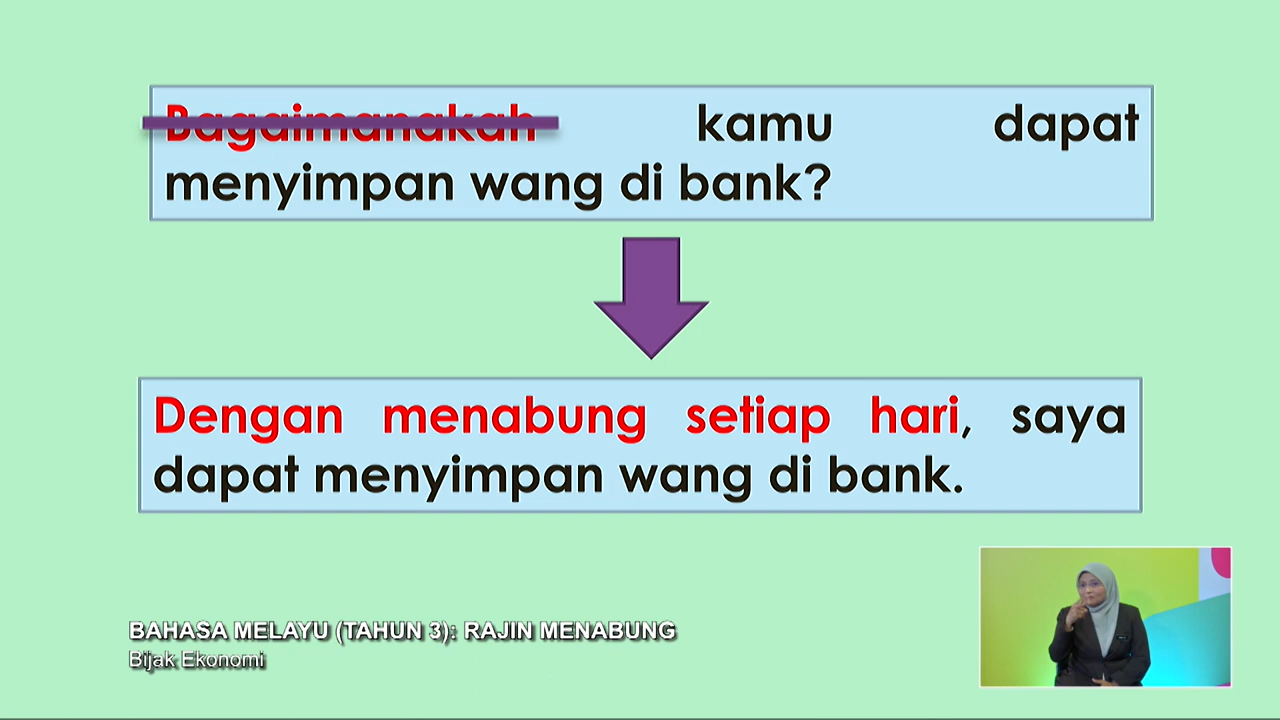 Bagaimanakah kamu dapat
menyimpan wang di bank?
Dengan menabung setiap hari, saya
dapat menyimpan wang di bank.
BAHASA MELAYU (TAHUN 3): RAJIN MENABUNG
Bijak Ekonomi